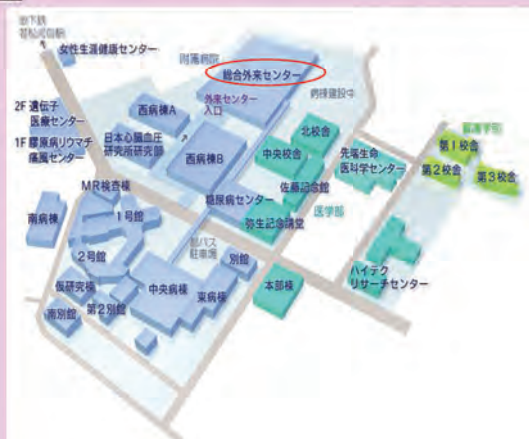 地下鉄
若松河田駅
女性生涯健康センター
附属病院
総合外来センター
2F 遺伝子
医療センター
西病棟A
外来センター
入口
病棟建設中
1F 膠原病リウマチ
痛風センター
日本心臓血圧
研究所研究部
西病棟B
北校舎
中央校舎
先端生命
医科学センター
看護学部
第1校舎
第2校舎
第3校舎
佐藤記念館
MR検査棟
糖尿病センター
医学部
弥生記念講堂
南病棟
1号館
2号館
都バス
駐車場
別館
仮研究棟
中央病棟
東病棟
本部棟
ハイテク
リサーチセンター
南別館
第2別館